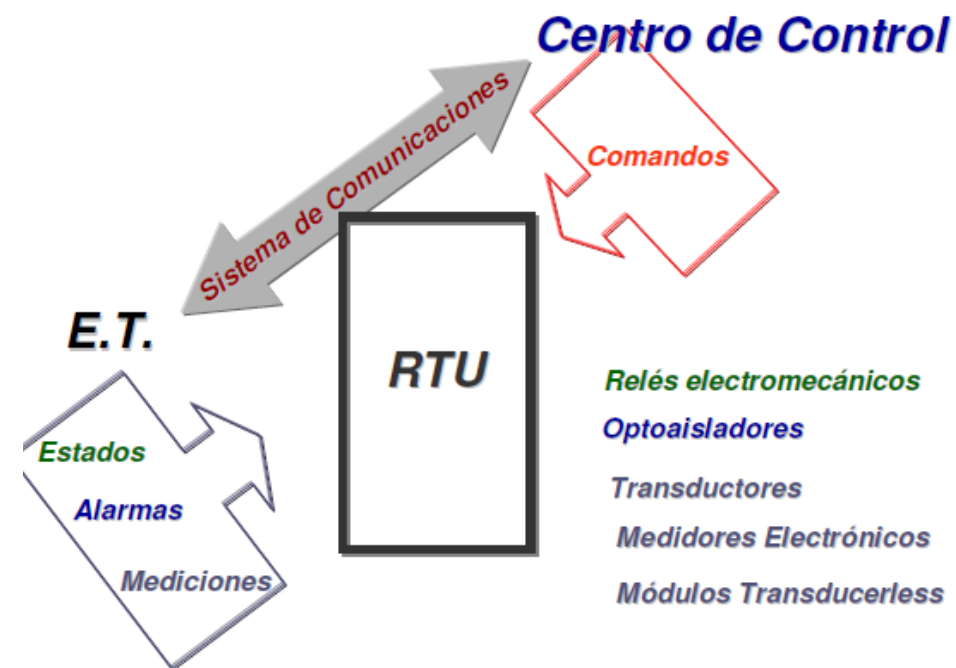 Centro de Control
Sistema de Comunicaciones
Comandos
E.T.
RTU
Estados
Alarmas
Mediciones
Relés electromecánicos
Optoaisladores
Transductores
Medidores Electrónicos
Módulos Transducerless